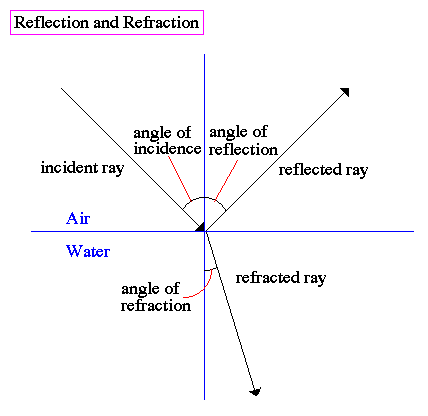 Reflection and Refraction
angle of
incidence
angle of
reflection
incident ray
reflected ray
Air
Water
angle of
refraction
refracted ray